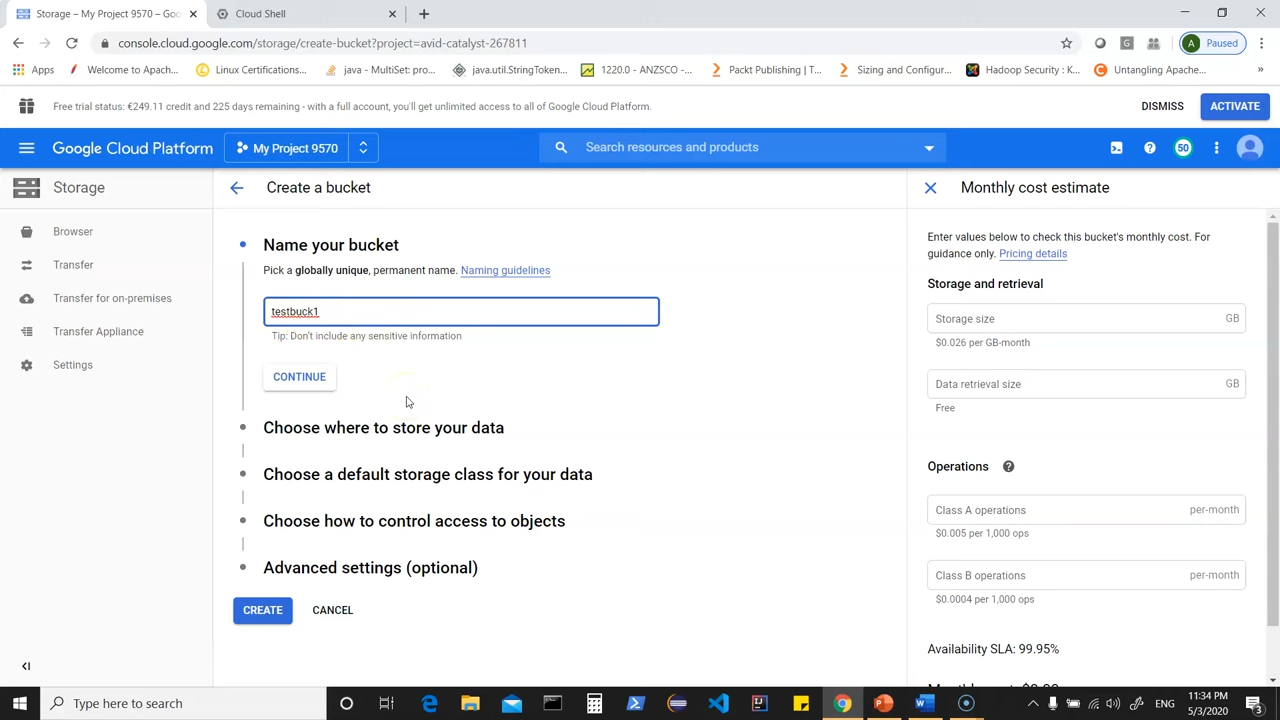 Storage – My Project 9570 – Goo
Cloud Shell
console.cloud.google.com/storage/create-bucket?project=avid-catalyst-267811
A
Paused
Apps
Welcome to Apach...
Linux Certifications...
java - MultiSet: pro...
java.util.StringToken...
1220.0 - ANZSCO -...
Packt Publishing | T...
Sizing and Configur...
Hadoop Security : K...
Untangling Apache...
»
Free trial status: €249.11 credit and 225 days remaining - with a full account, you'll get unlimited access to all of Google Cloud Platform.
DISMISS
ACTIVATE
Google Cloud Platform
My Project 9570
Search resources and products
50
Storage
Browser
Transfer
Transfer for on-premises
Transfer Appliance
Settings
Create a bucket
Name your bucket
Pick a globally unique, permanent name. Naming guidelines
testbuck1
Tip: Don't include any sensitive information
CONTINUE
Choose where to store your data
Choose a default storage class for your data
Choose how to control access to objects
Advanced settings (optional)
CREATE
CANCEL
Monthly cost estimate
Enter values below to check this bucket's monthly cost. For
guidance only. Pricing details
Storage and retrieval
Storage size
GB
$0.026 per GB-month
Data retrieval size
GB
Free
Operations
Class A operations
per-month
$0.005 per 1,000 ops
Class B operations
per-month
$0.0004 per 1,000 ops
Availability SLA: 99.95%
Type here to search
ENG
11:34 PM
5/3/2020
3